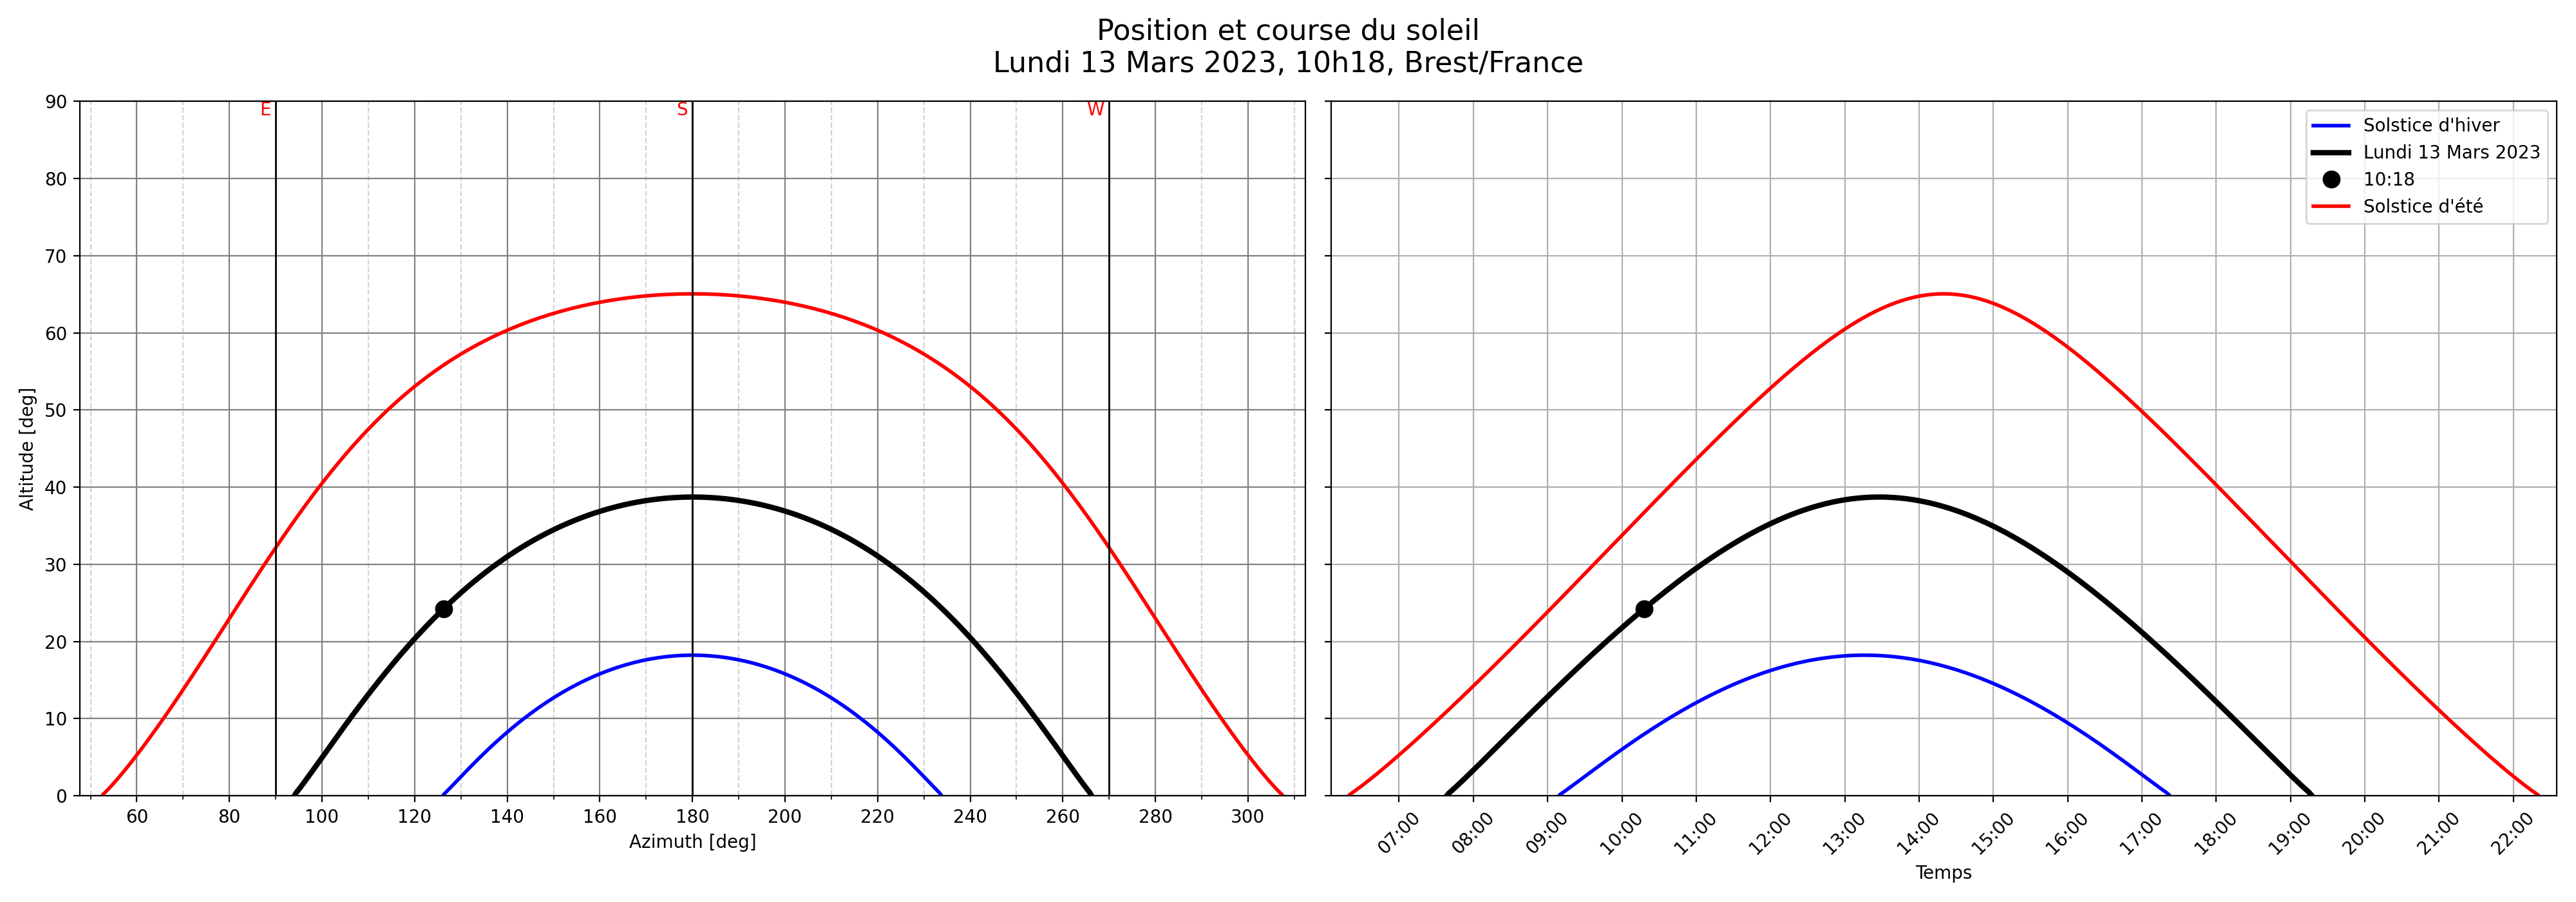 Position et course du soleil
Lundi 13 Mars 2023, 10h18, Brest/France
90
80
70
60
50
40
30
20
10
0
Altitude [deg]
E
S
W
60 80 100 120 140 160 180 200 220 240 260 280 300
Azimuth [deg]
Solstice d'hiver
Lundi 13 Mars 2023
10:18
Solstice d'été
07:00 08:00 09:00 10:00 11:00 12:00 13:00 14:00 15:00 16:00 17:00 18:00 19:00 20:00 21:00 22:00
Temps